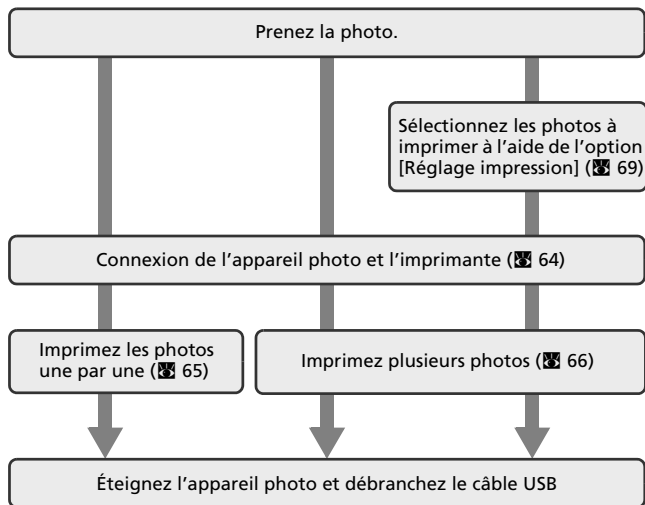 Prenez la photo.
Sélectionnez les photos à
imprimer à l'aide de l'option
[Réglage impression] ( 69)
Connexion de l'appareil photo et l'imprimante ( 64)
Imprimez les photos
une par une ( 65)
Imprimez plusieurs photos ( 66)
Éteignez l'appareil photo et débranchez le câble USB